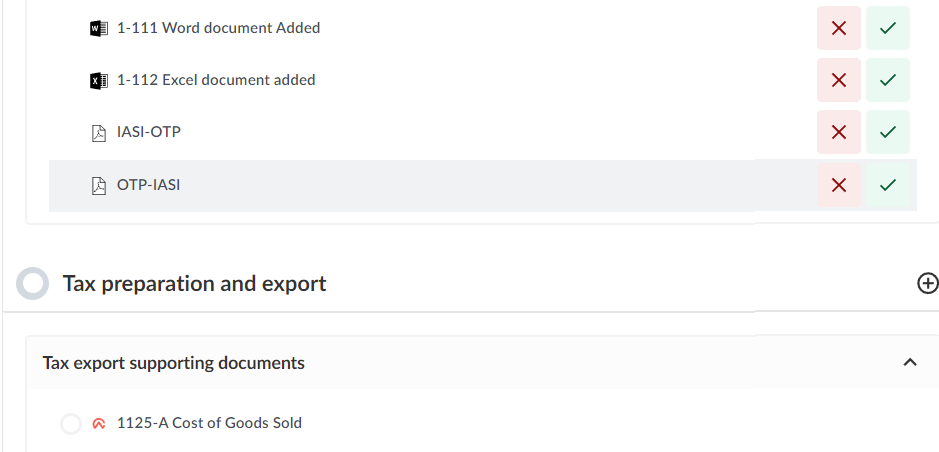 1-111 Word document Added
1-112 Excel document added
IASI-OTP
OTP-IASI
Tax preparation and export
Tax export supporting documents
1125-A Cost of Goods Sold